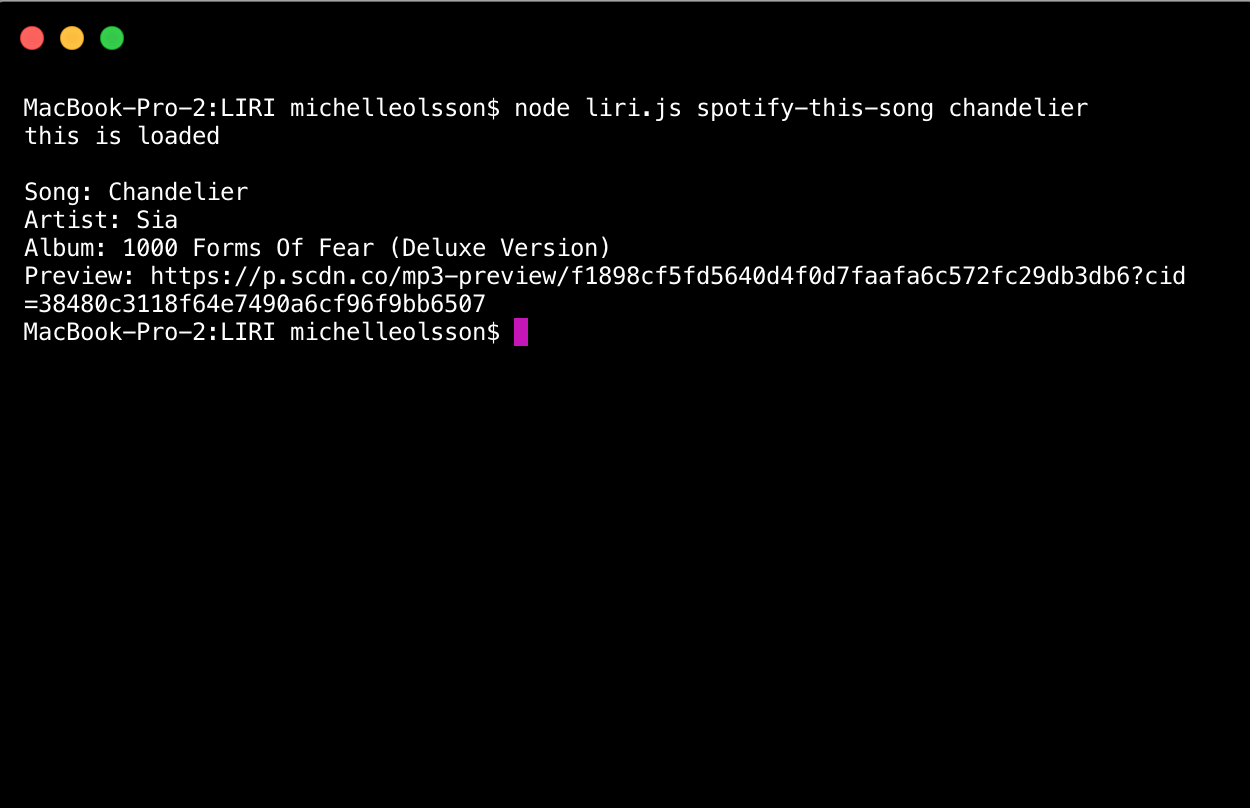 MacBook-Pro-2:LIRI michelleolsson$ node liri.js spotify-this-song chandelier
this is loaded
Song: Chandelier
Artist: Sia
Album: 1000 Forms Of Fear (Deluxe Version)
Preview: https://p.scdn.co/mp3-preview/f1898cf5fd5640d4f0d7faafa6c572fc29db3db6?cid
=38480c3118f64e7490a6cf96f9bb6507
MacBook-Pro-2:LIRI michelleolsson$